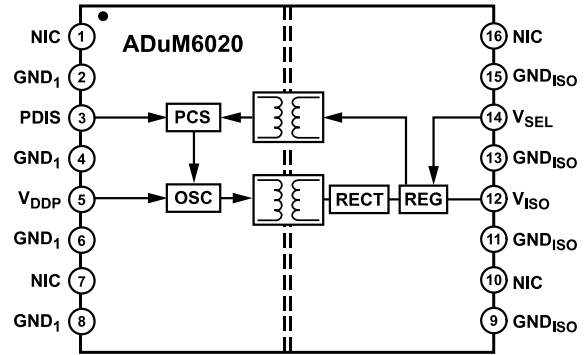 ADuM6020
NIC 1
GND1 2
PDIS 3
GND1 4
VDDP 5
GND1 6
NIC 7
GND1 8
PCS
OSC
RECT
REG
16 NIC
15 GNDISO
14 VSEL
13 GNDISO
12 VISO
11 GNDISO
10 NIC
9 GNDISO